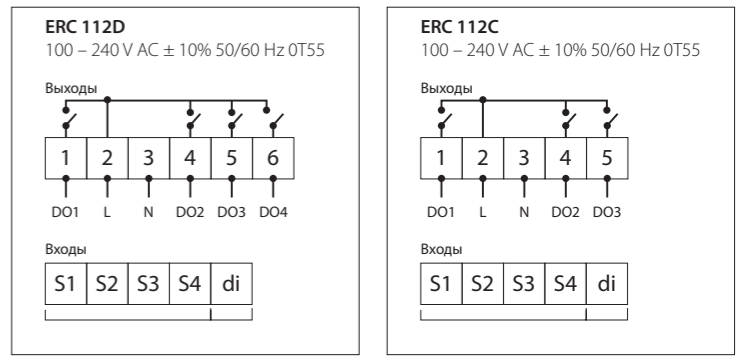 ERC 112D
100 – 240 V AC ± 10% 50/60 Hz 0T55
Выходы
1 2 3 4 5 6
DO1 L N DO2 DO3 DO4
Входы
S1 S2 S3 S4 di
ERC 112C
100 – 240 V AC ± 10% 50/60 Hz 0T55
Выходы
1 2 3 4 5
DO1 L N DO2 DO3
Входы
S1 S2 S3 S4 di